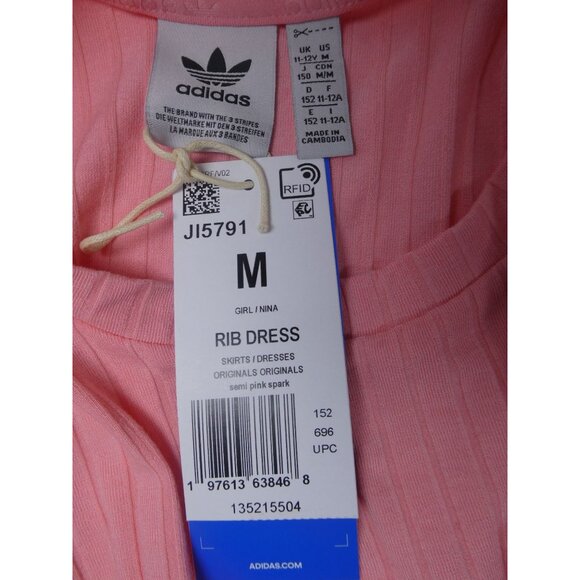 adidas
THE BRAND WITH THE 3 STRIPES
DIE WELTMARKE MIT DEN 3 STREIFEN
LA MARQUE AUX 3 BANDES
UK US
11-12Y M
J CDN
150 M/M
D F
152 11-12A
E I
152 11-12A
MADE IN
CAMBODIA
/V02
RFID
JI5791
M
GIRL / NINA
RIB DRESS
SKIRTS / DRESSES
ORIGINALS ORIGINALS
semi pink spark
152
696
UPC
1 97613 63846 8
135215504
ADIDAS.COM